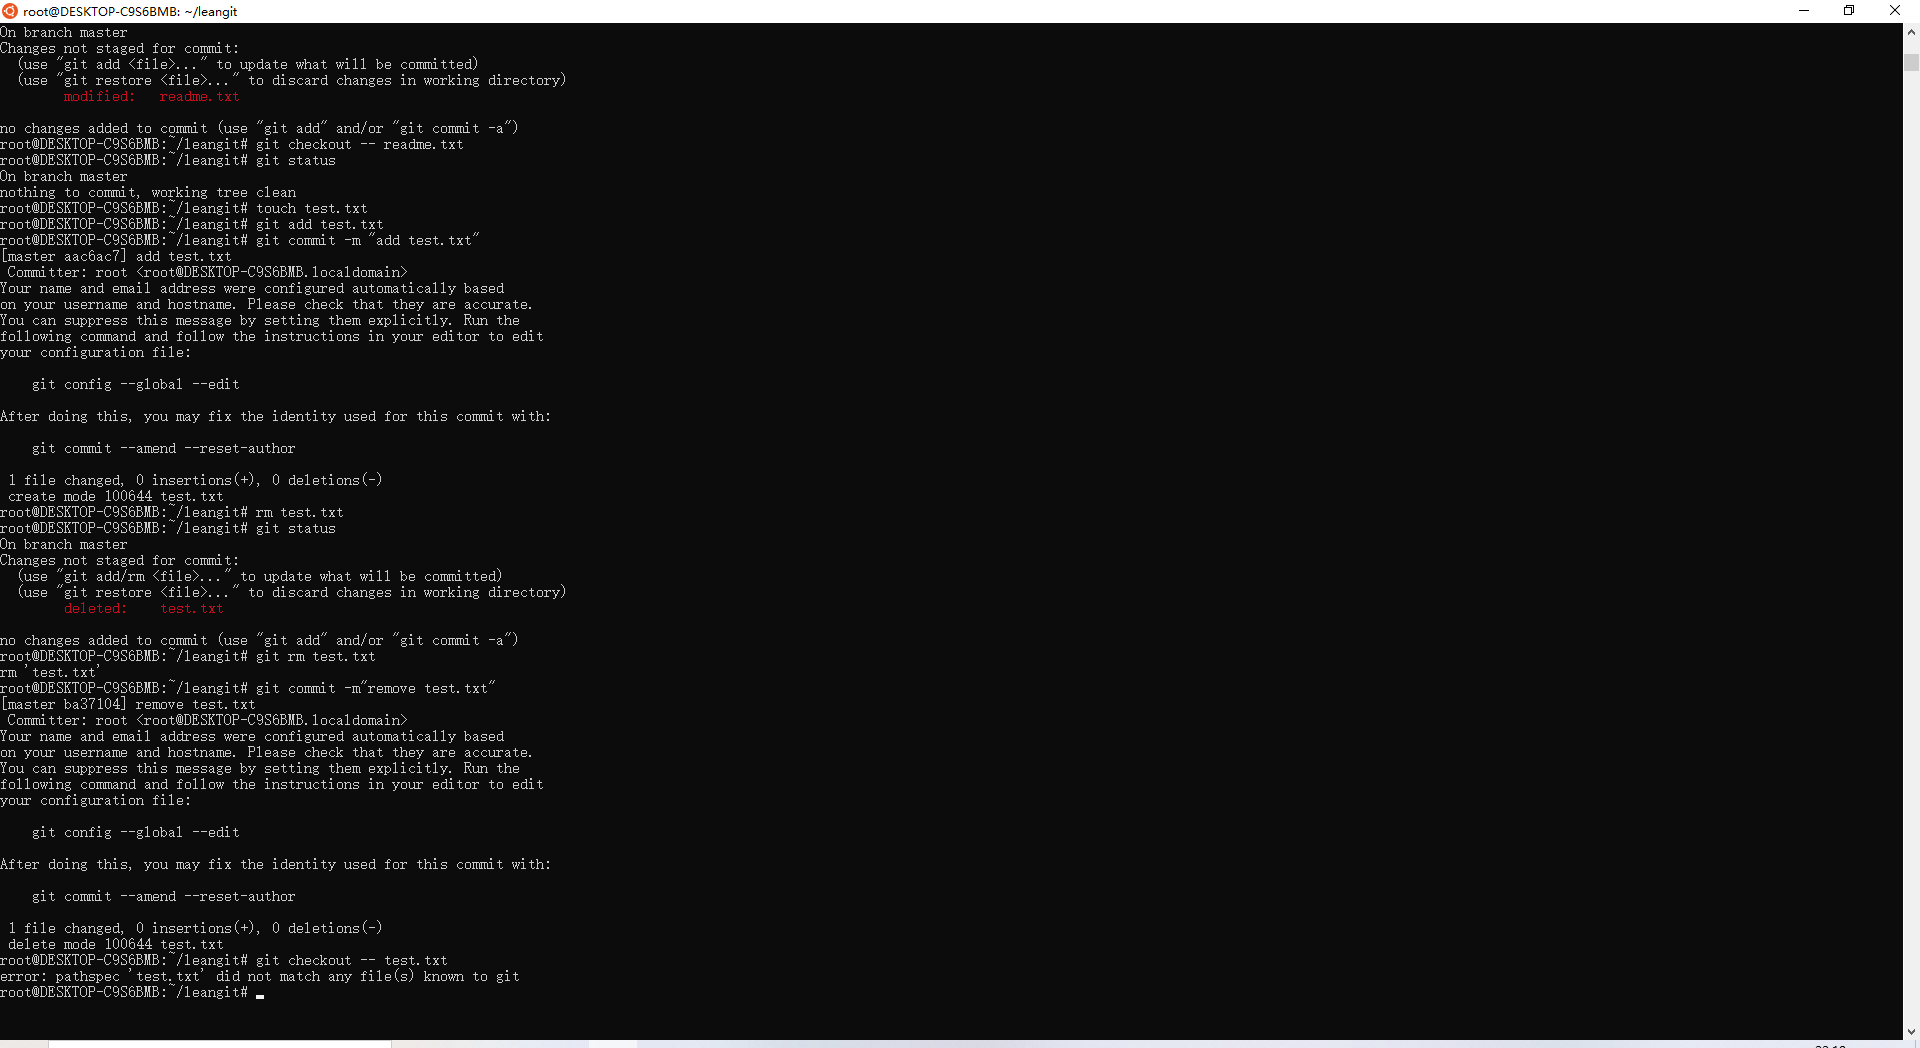 root@DESKTOP-C9S6BMB: ~/leangit
On branch master
Changes not staged for commit:
  (use "git add <file>..." to update what will be committed)
  (use "git restore <file>..." to discard changes in working directory)
        modified:   readme.txt

no changes added to commit (use "git add" and/or "git commit -a")
root@DESKTOP-C9S6BMB:~/leangit# git checkout -- readme.txt
root@DESKTOP-C9S6BMB:~/leangit# git status
On branch master
nothing to commit, working tree clean
root@DESKTOP-C9S6BMB:~/leangit# touch test.txt
root@DESKTOP-C9S6BMB:~/leangit# git add test.txt
root@DESKTOP-C9S6BMB:~/leangit# git commit -m "add test.txt"
[master aac6ac7] add test.txt
 Committer: root <root@DESKTOP-C9S6BMB.localdomain>
Your name and email address were configured automatically based
on your username and hostname. Please check that they are accurate.
You can suppress this message by setting them explicitly. Run the
following command and follow the instructions in your editor to edit
your configuration file:

    git config --global --edit

After doing this, you may fix the identity used for this commit with:

    git commit --amend --reset-author

 1 file changed, 0 insertions(+), 0 deletions(-)
 create mode 100644 test.txt
root@DESKTOP-C9S6BMB:~/leangit# rm test.txt
root@DESKTOP-C9S6BMB:~/leangit# git status
On branch master
Changes not staged for commit:
  (use "git add/rm <file>..." to update what will be committed)
  (use "git restore <file>..." to discard changes in working directory)
        deleted:    test.txt

no changes added to commit (use "git add" and/or "git commit -a")
root@DESKTOP-C9S6BMB:~/leangit# git rm test.txt
rm 'test.txt'
root@DESKTOP-C9S6BMB:~/leangit# git commit -m"remove test.txt"
[master ba37104] remove test.txt
 Committer: root <root@DESKTOP-C9S6BMB.localdomain>
Your name and email address were configured automatically based
on your username and hostname. Please check that they are accurate.
You can suppress this message by setting them explicitly. Run the
following command and follow the instructions in your editor to edit
your configuration file:

    git config --global --edit

After doing this, you may fix the identity used for this commit with:

    git commit --amend --reset-author

 1 file changed, 0 insertions(+), 0 deletions(-)
 delete mode 100644 test.txt
root@DESKTOP-C9S6BMB:~/leangit# git checkout -- test.txt
error: pathspec 'test.txt' did not match any file(s) known to git
root@DESKTOP-C9S6BMB:~/leangit#